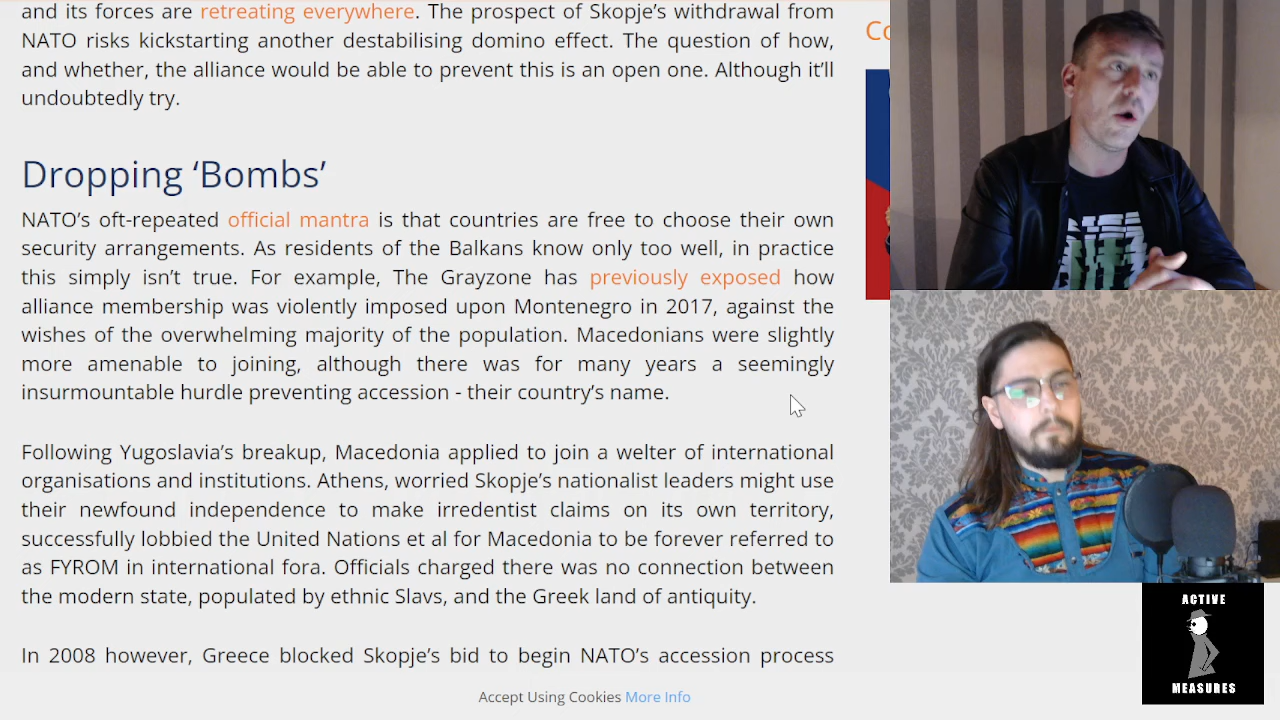 and its forces are retreating everywhere. The prospect of Skopje’s withdrawal from
NATO risks kickstarting another destabilising domino effect. The question of how,
and whether, the alliance would be able to prevent this is an open one. Although it’ll
undoubtedly try.
Dropping ‘Bombs’
NATO’s oft-repeated official mantra is that countries are free to choose their own
security arrangements. As residents of the Balkans know only too well, in practice
this simply isn’t true. For example, The Grayzone has previously exposed how
alliance membership was violently imposed upon Montenegro in 2017, against the
wishes of the overwhelming majority of the population. Macedonians were slightly
more amenable to joining, although there was for many years a seemingly
insurmountable hurdle preventing accession - their country’s name.
Following Yugoslavia’s breakup, Macedonia applied to join a welter of international
organisations and institutions. Athens, worried Skopje’s nationalist leaders might use
their newfound independence to make irredentist claims on its own territory,
successfully lobbied the United Nations et al for Macedonia to be forever referred to
as FYROM in international fora. Officials charged there was no connection between
the modern state, populated by ethnic Slavs, and the Greek land of antiquity.
In 2008 however, Greece blocked Skopje’s bid to begin NATO’s accession process
Accept Using Cookies More Info
ACTIVE
MEASURES